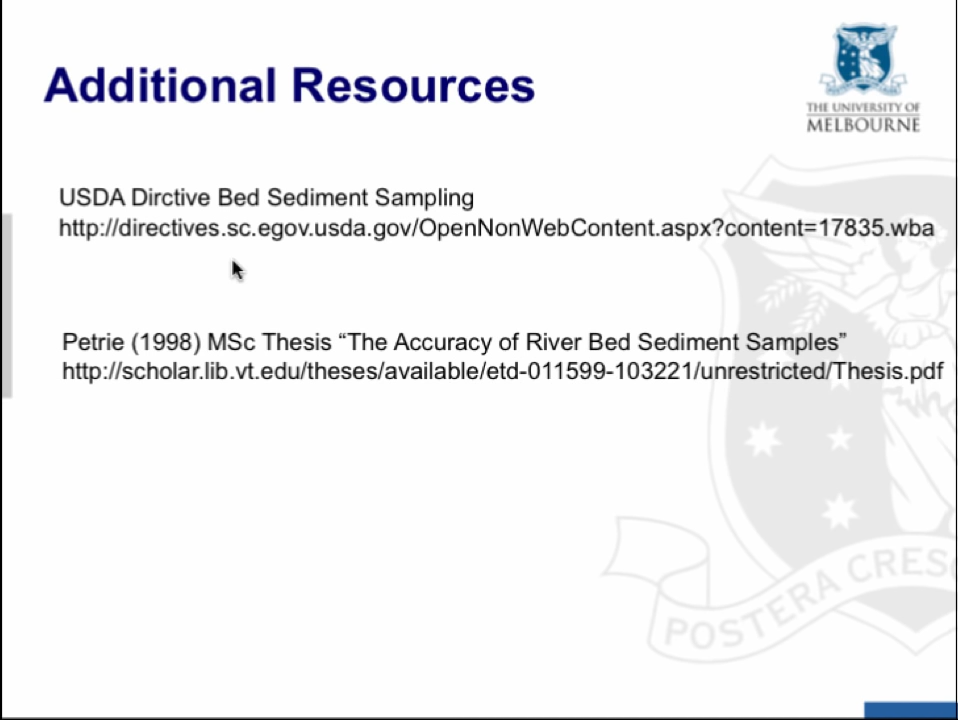 Additional Resources
THE UNIVERSITY OF
MELBOURNE
USDA Dirctive Bed Sediment Sampling
http://directives.sc.egov.usda.gov/OpenNonWebContent.aspx?content=17835.wba
Petrie (1998) MSc Thesis “The Accuracy of River Bed Sediment Samples”
http://scholar.lib.vt.edu/theses/available/etd-011599-103221/unrestricted/Thesis.pdf
POSTERA CRESC